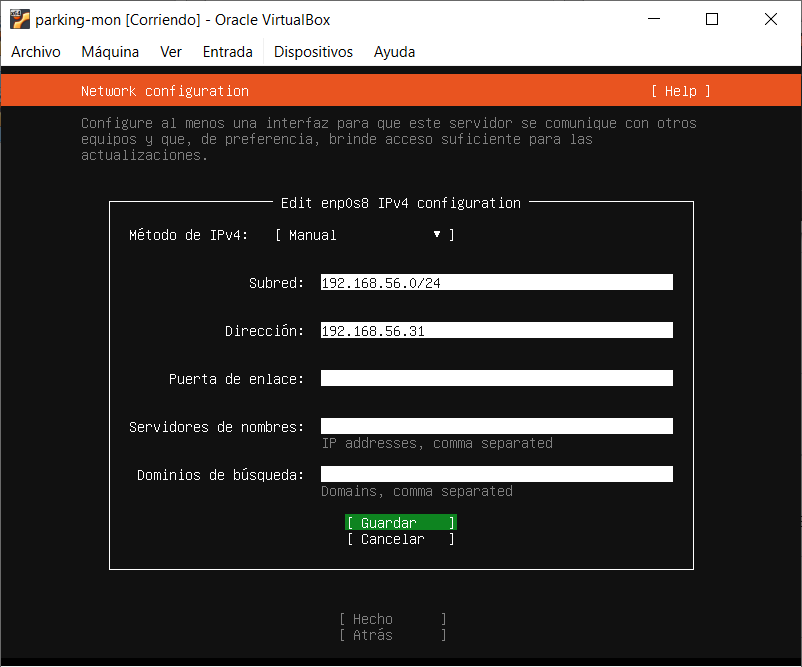 parking-mon [Corriendo] - Oracle VirtualBox
Archivo Máquina Ver Entrada Dispositivos Ayuda
Network configuration [ Help ]
Configure al menos una interfaz para que este servidor se comunique con otros
equipos y que, de preferencia, brinde acceso suficiente para las
actualizaciones.
Edit enp0s8 IPv4 configuration
Método de IPv4: [ Manual ▾ ]
Subred: 192.168.56.0/24
Dirección: 192.168.56.31
Puerta de enlace:
Servidores de nombres:
IP addresses, comma separated
Dominios de búsqueda:
Domains, comma separated
[ Guardar ]
[ Cancelar ]
[ Hecho ]
[ Atrás ]